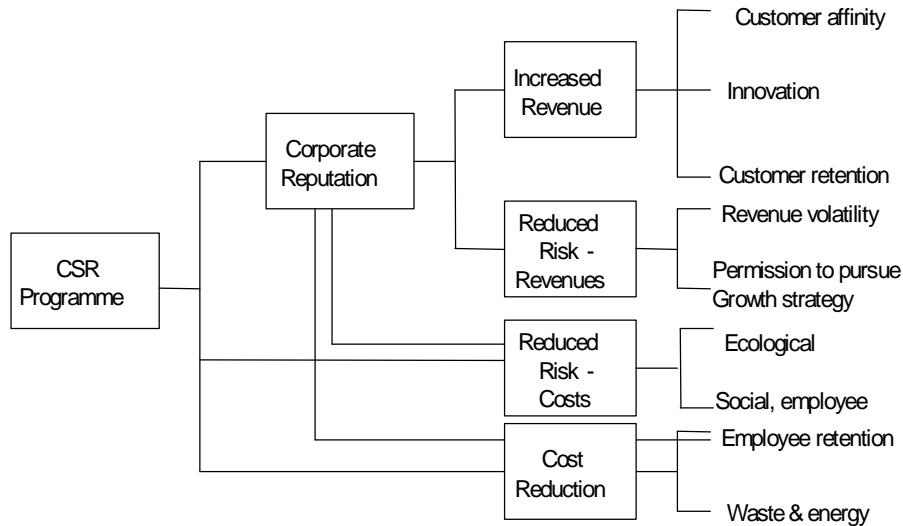 Customer affinity
Increased
Revenue
Innovation
Corporate
Reputation
Customer retention
Reduced
Risk -
Revenues
Revenue volatility
CSR
Programme
Permission to pursue
Growth strategy
Reduced
Risk -
Costs
Ecological
Social, employee
Cost
Reduction
Employee retention
Waste & energy